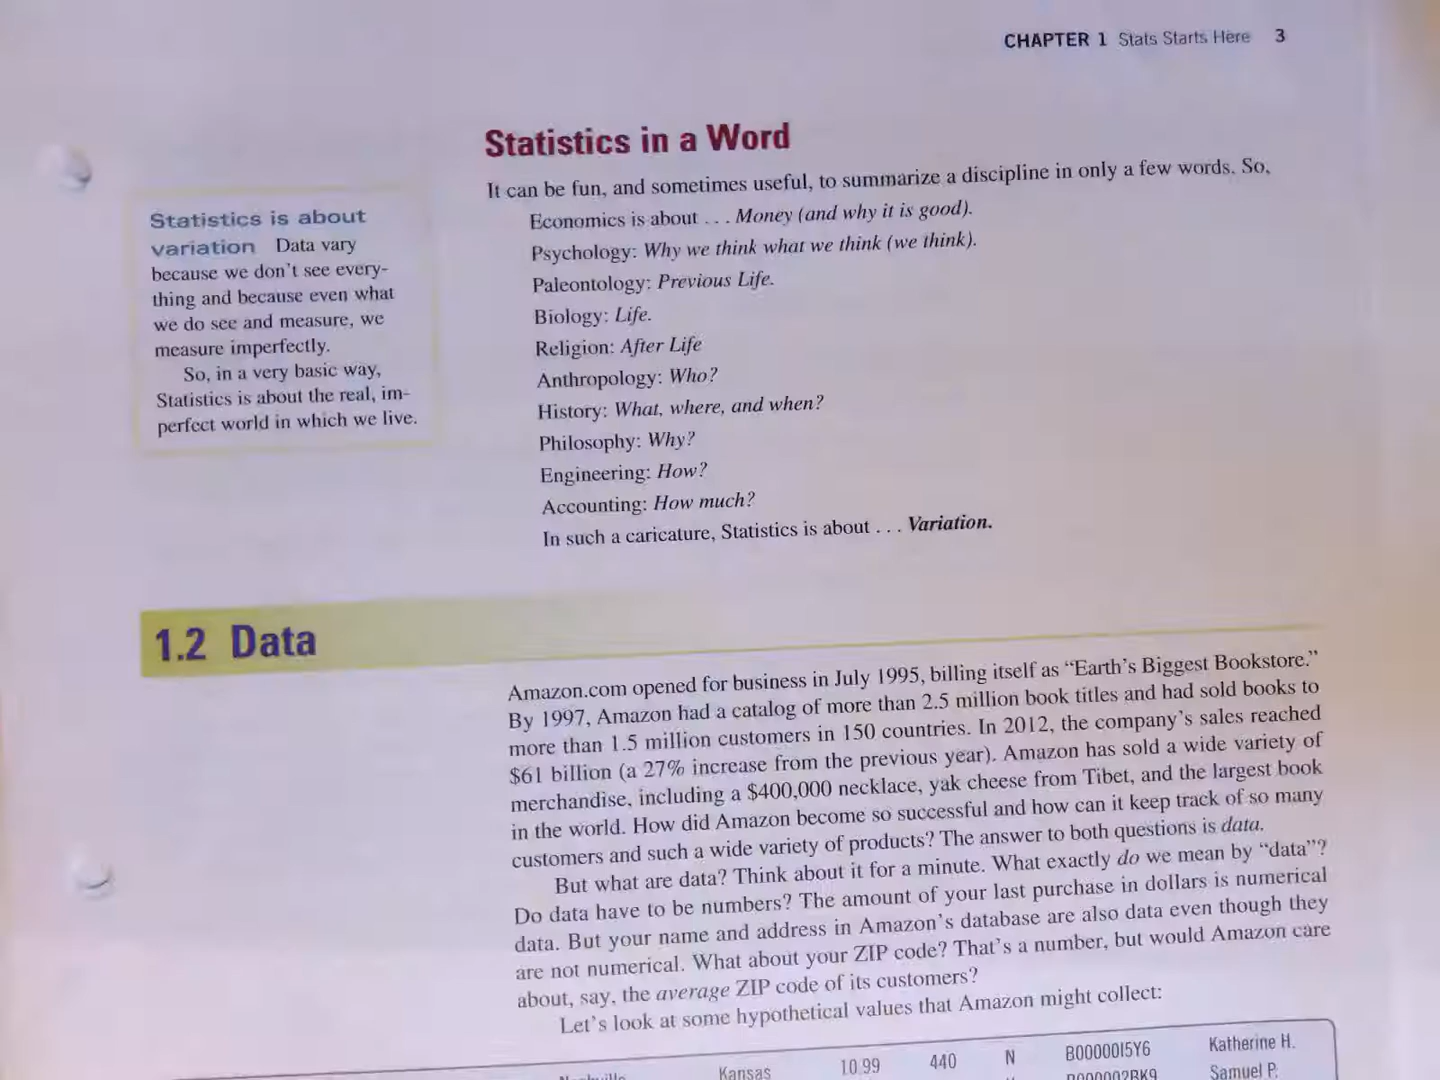 CHAPTER 1 Stats Starts Here 3
Statistics in a Word
It can be fun, and sometimes useful, to summarize a discipline in only a few words. So,
Economics is about . . . Money (and why it is good).
Psychology: Why we think what we think (we think).
Paleontology: Previous Life.
Biology: Life.
Religion: After Life
Anthropology: Who?
History: What, where, and when?
Philosophy: Why?
Engineering: How?
Accounting: How much?
In such a caricature, Statistics is about . . . Variation.
Statistics is about
variation Data vary
because we don't see every-
thing and because even what
we do see and measure, we
measure imperfectly.
So, in a very basic way,
Statistics is about the real, im-
perfect world in which we live.
1.2 Data
Amazon.com opened for business in July 1995, billing itself as “Earth's Biggest Bookstore.”
By 1997, Amazon had a catalog of more than 2.5 million book titles and had sold books to
more than 1.5 million customers in 150 countries. In 2012, the company's sales reached
$61 billion (a 27% increase from the previous year). Amazon has sold a wide variety of
merchandise, including a $400,000 necklace, yak cheese from Tibet, and the largest book
in the world. How did Amazon become so successful and how can it keep track of so many
customers and such a wide variety of products? The answer to both questions is data.
But what are data? Think about it for a minute. What exactly do we mean by “data”?
Do data have to be numbers? The amount of your last purchase in dollars is numerical
data. But your name and address in Amazon's database are also data even though they
are not numerical. What about your ZIP code? That's a number, but would Amazon care
about, say, the average ZIP code of its customers?
Let's look at some hypothetical values that Amazon might collect:
Kansas 10.99 440 N B0000015Y6 Katherine H.
Samuel P.